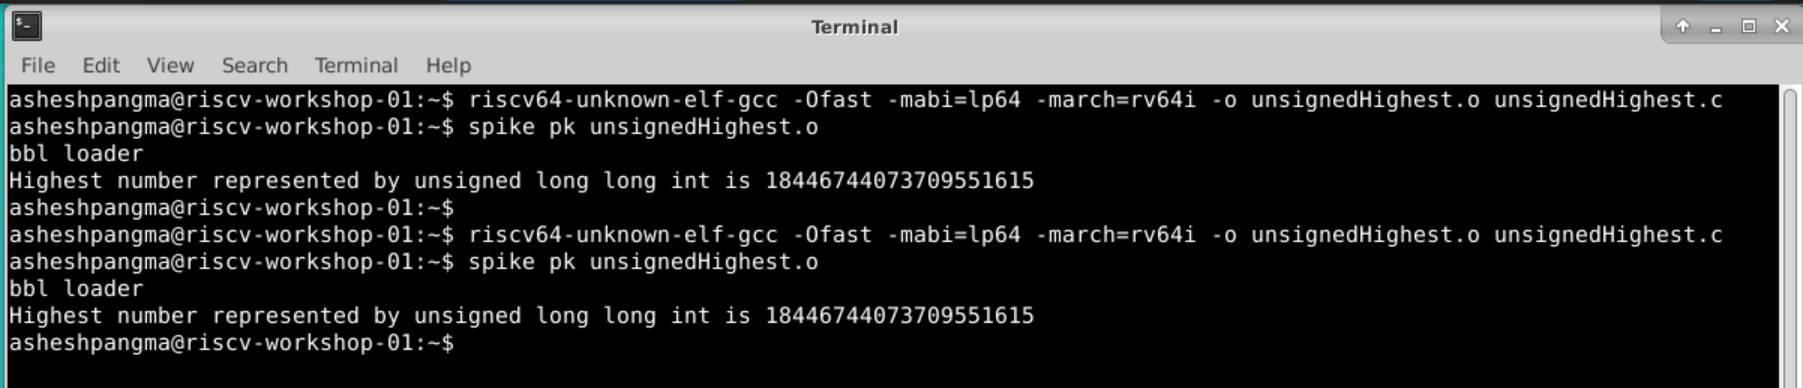 Terminal
File Edit View Search Terminal Help
asheshpangma@riscv-workshop-01:~$ riscv64-unknown-elf-gcc -Ofast -mabi=lp64 -march=rv64i -o unsignedHighest.o unsignedHighest.c
asheshpangma@riscv-workshop-01:~$ spike pk unsignedHighest.o
bbl loader
Highest number represented by unsigned long long int is 18446744073709551615
asheshpangma@riscv-workshop-01:~$
asheshpangma@riscv-workshop-01:~$ riscv64-unknown-elf-gcc -Ofast -mabi=lp64 -march=rv64i -o unsignedHighest.o unsignedHighest.c
asheshpangma@riscv-workshop-01:~$ spike pk unsignedHighest.o
bbl loader
Highest number represented by unsigned long long int is 18446744073709551615
asheshpangma@riscv-workshop-01:~$